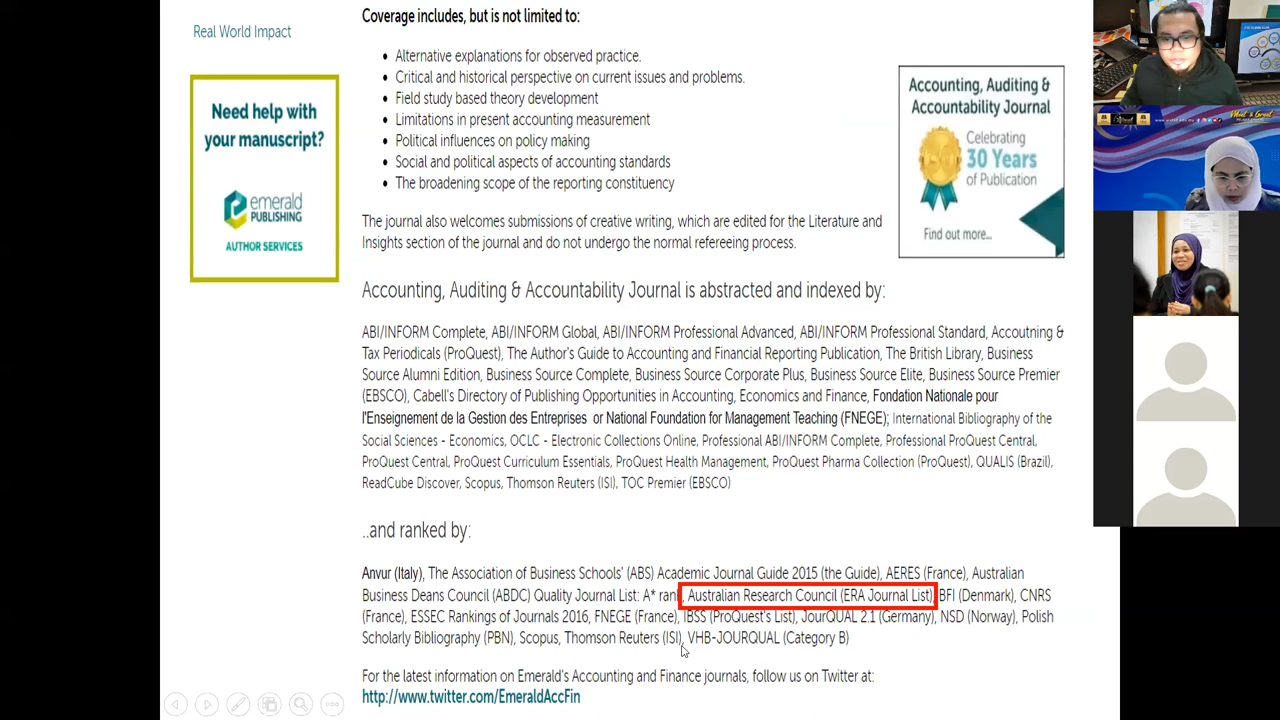 Real World Impact
Need help with
your manuscript?
emerald
PUBLISHING
AUTHOR SERVICES
Coverage includes, but is not limited to:
Alternative explanations for observed practice.
Critical and historical perspective on current issues and problems.
Field study based theory development
Limitations in present accounting measurement
Political influences on policy making
Social and political aspects of accounting standards
The broadening scope of the reporting constituency
The journal also welcomes submissions of creative writing, which are edited for the Literature and
Insights section of the journal and do not undergo the normal refereeing process.
Accounting, Auditing &
Accountability Journal
Celebrating
30 Years
of Publication
Find out more...
Accounting, Auditing & Accountability Journal is abstracted and indexed by:
ABI/INFORM Complete, ABI/INFORM Global, ABI/INFORM Professional Advanced, ABI/INFORM Professional Standard, Accoutning &
Tax Periodicals (ProQuest), The Author's Guide to Accounting and Financial Reporting Publication, The British Library, Business
Source Alumni Edition, Business Source Complete, Business Source Corporate Plus, Business Source Elite, Business Source Premier
(EBSCO), Cabell's Directory of Publishing Opportunities in Accounting, Economics and Finance, Fondation Nationale pour
l'Enseignement de la Gestion des Entreprises or National Foundation for Management Teaching (FNEGE); International Bibliography of the
Social Sciences - Economics, OCLC - Electronic Collections Online, Professional ABI/INFORM Complete, Professional ProQuest Central,
ProQuest Central, ProQuest Curriculum Essentials, ProQuest Health Management, ProQuest Pharma Collection (ProQuest), QUALIS (Brazil),
ReadCube Discover, Scopus, Thomson Reuters (ISI), TOC Premier (EBSCO)
..and ranked by:
Anvur (Italy), The Association of Business Schools' (ABS) Academic Journal Guide 2015 (the Guide), AERES (France), Australian
Business Deans Council (ABDC) Quality Journal List: A* rank, Australian Research Council (ERA Journal List), BFI (Denmark), CNRS
(France), ESSEC Rankings of Journals 2016, FNEGE (France), IBSS (ProQuest's List), JourQUAL 2.1 (Germany), NSD (Norway), Polish
Scholarly Bibliography (PBN), Scopus, Thomson Reuters (ISI), VHB-JOURQUAL (Category B)
For the latest information on Emerald's Accounting and Finance journals, follow us on Twitter at:
http://www.twitter.com/EmeraldAccFin